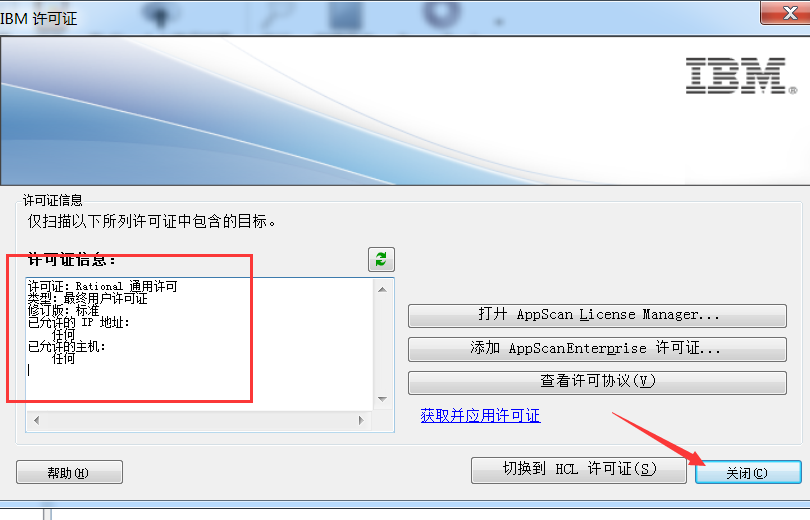 IBM 许可证
IBM®
许可证信息
仅扫描以下所列许可证中包含的目标。
许可证信息：
许可证: Rational 通用许可
类型: 最终用户许可证
修订版: 标准
已允许的 IP 地址:
任何
已允许的主机:
任何
打开 AppScan License Manager...
添加 AppScanEnterprise 许可证...
查看许可协议(V)
获取并应用许可证
帮助(H)
切换到 HCL 许可证(S)
关闭(C)